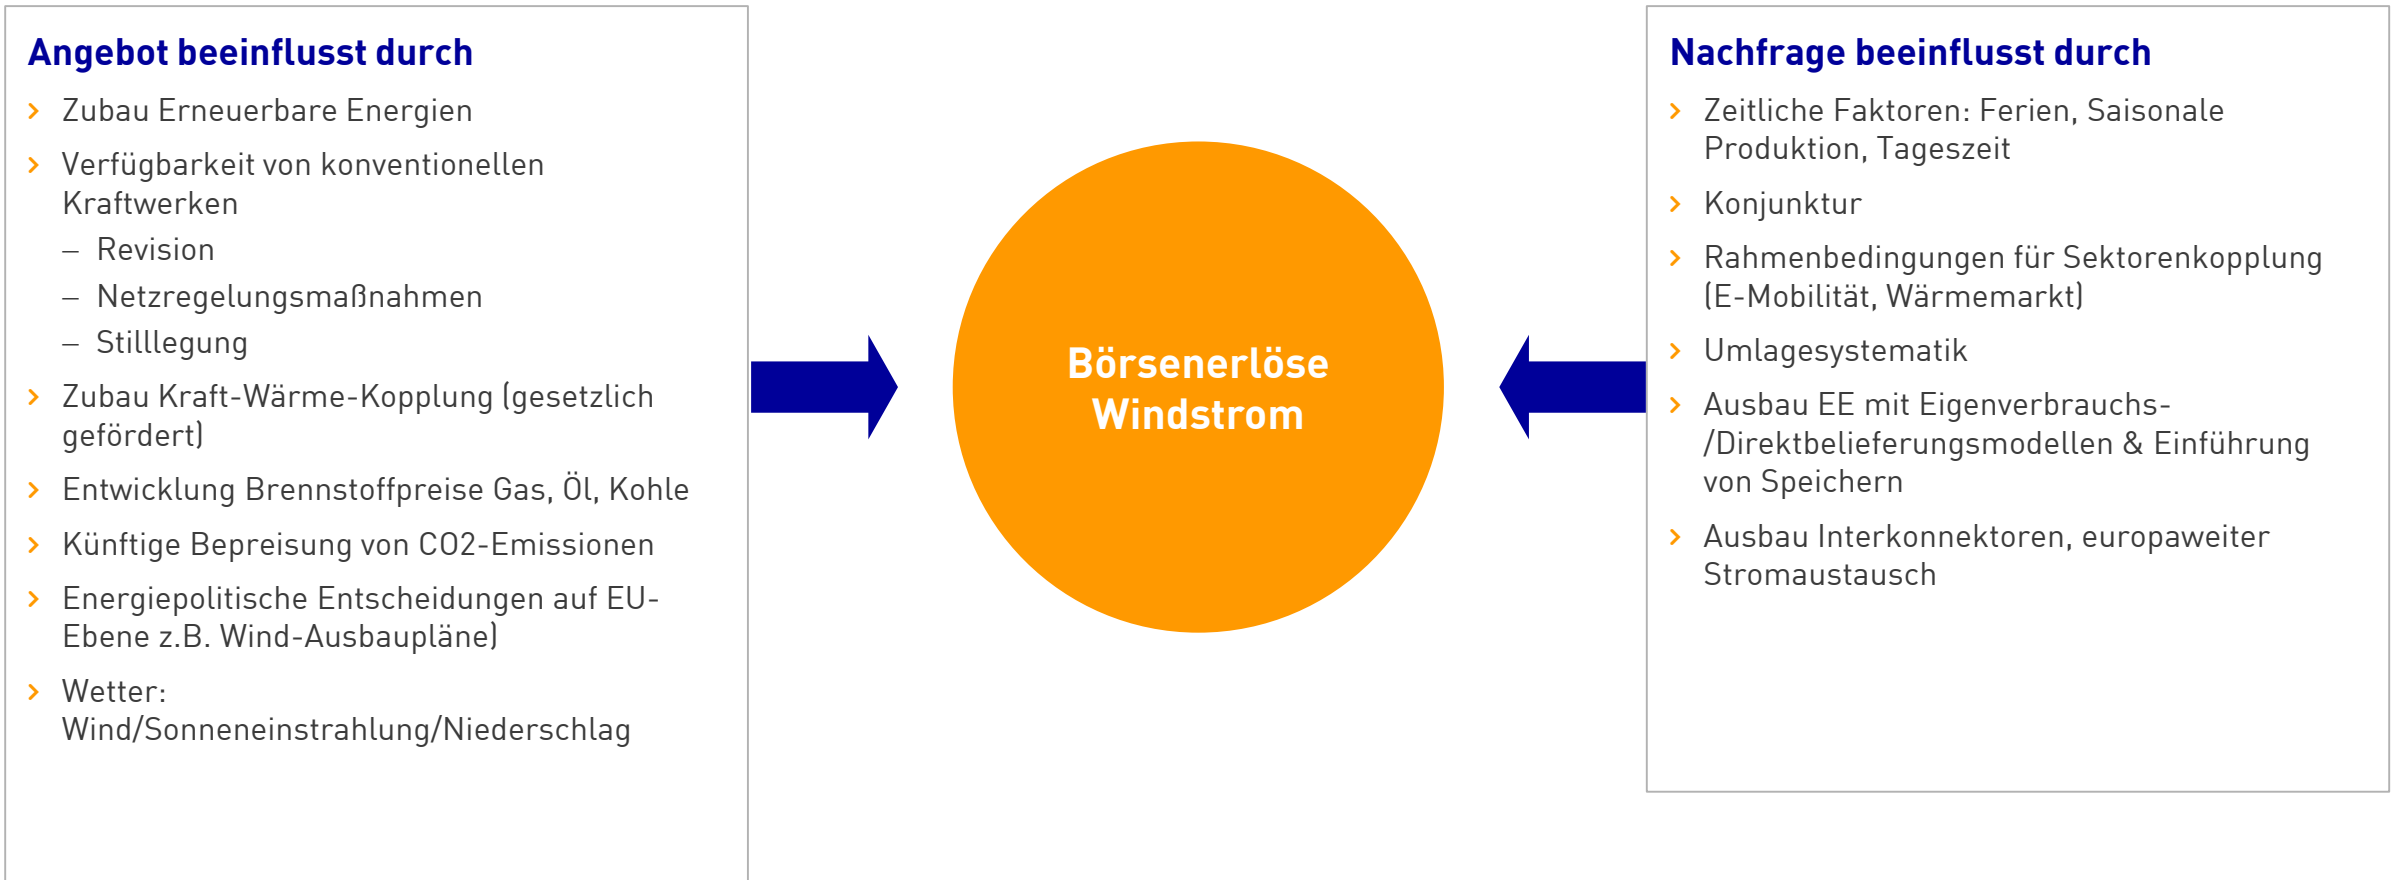 Angebot beeinflusst durch
› Zubau Erneuerbare Energien
› Verfügbarkeit von konventionellen
Kraftwerken
– Revision
– Netzregelungsmaßnahmen
– Stilllegung
› Zubau Kraft-Wärme-Kopplung (gesetzlich
gefördert)
› Entwicklung Brennstoffpreise Gas, Öl, Kohle
› Künftige Bepreisung von CO2-Emissionen
› Energiepolitische Entscheidungen auf EU-
Ebene z.B. Wind-Ausbaupläne)
› Wetter:
Wind/Sonneneinstrahlung/Niederschlag
Börsenerlöse
Windstrom
Nachfrage beeinflusst durch
› Zeitliche Faktoren: Ferien, Saisonale
Produktion, Tageszeit
› Konjunktur
› Rahmenbedingungen für Sektorenkopplung
(E-Mobilität, Wärmemarkt)
› Umlagesystematik
› Ausbau EE mit Eigenverbrauchs-
/Direktbelieferungsmodellen & Einführung
von Speichern
› Ausbau Interkonnektoren, europaweiter
Stromaustausch